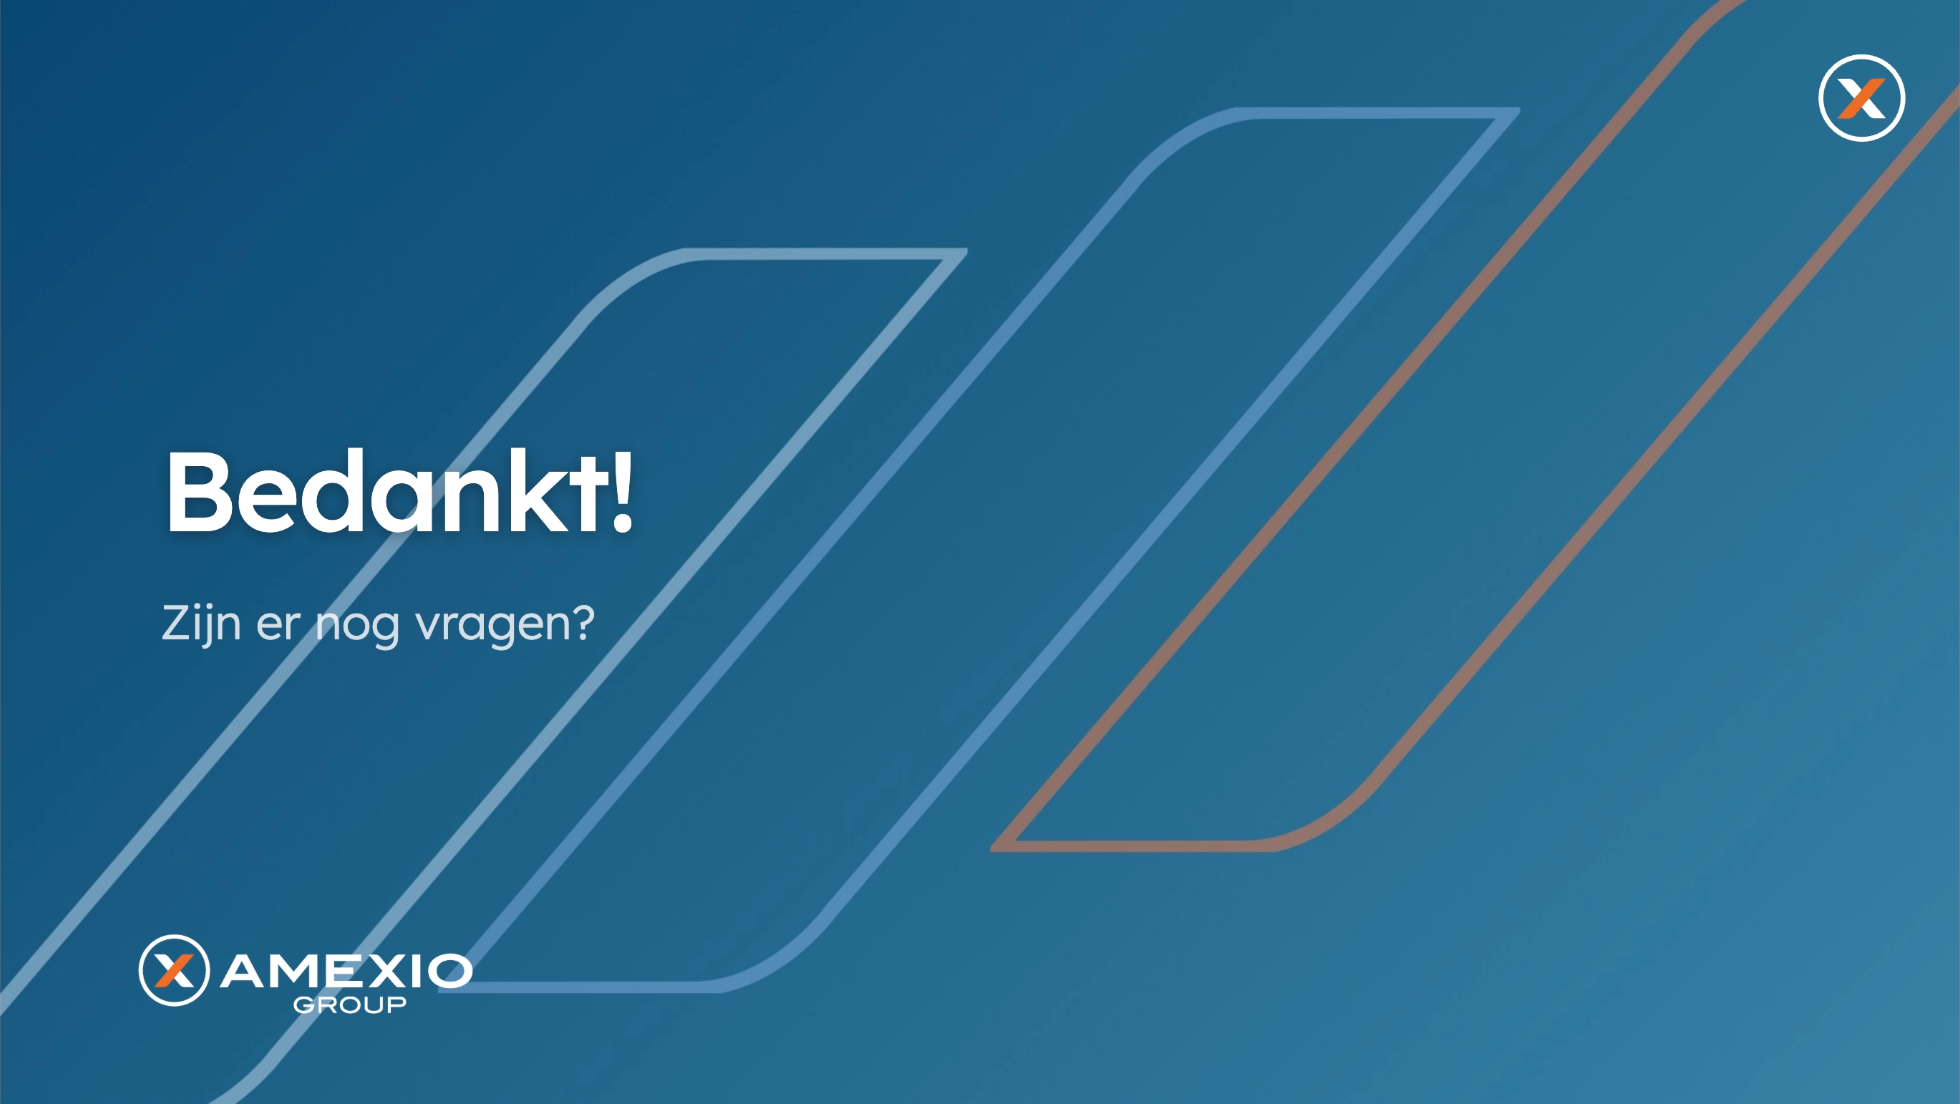 Bedankt!
Zijn er nog vragen?
AMEXIO
GROUP